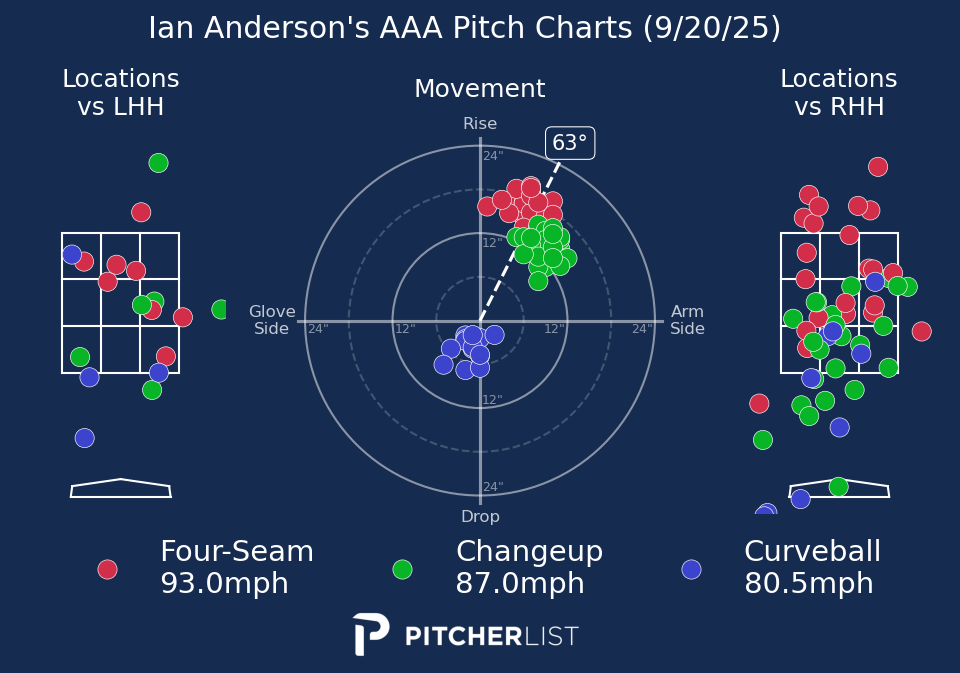 Ian Anderson's AAA Pitch Charts (9/20/25)
Locations
vs LHH
Movement
Locations
vs RHH
Rise
63°
24"
12"
Glove
Side
24"
12"
12"
24"
Arm
Side
12"
24"
Drop
Four-Seam
93.0mph
Changeup
87.0mph
Curveball
80.5mph
PITCHERLIST